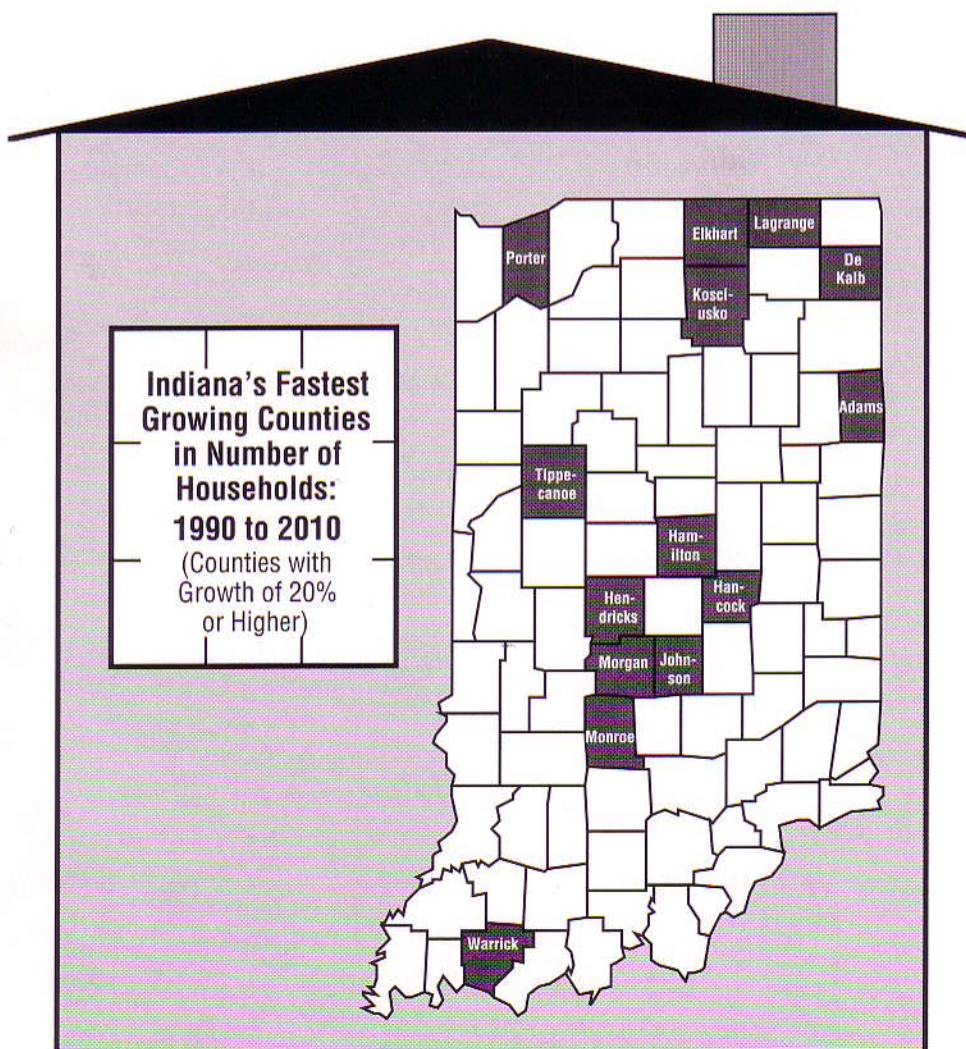 Indiana's Fastest
Growing Counties
in Number of
Households:
1990 to 2010
(Counties with
Growth of 20%
or Higher)
Porter
Elkhart
Lagrange
De
Kalb
Kosci-
usko
Adams
Tippe-
canoe
Ham-
ilton
Hen-
dricks
Han-
cock
Morgan
John-
son
Monroe
Warrick